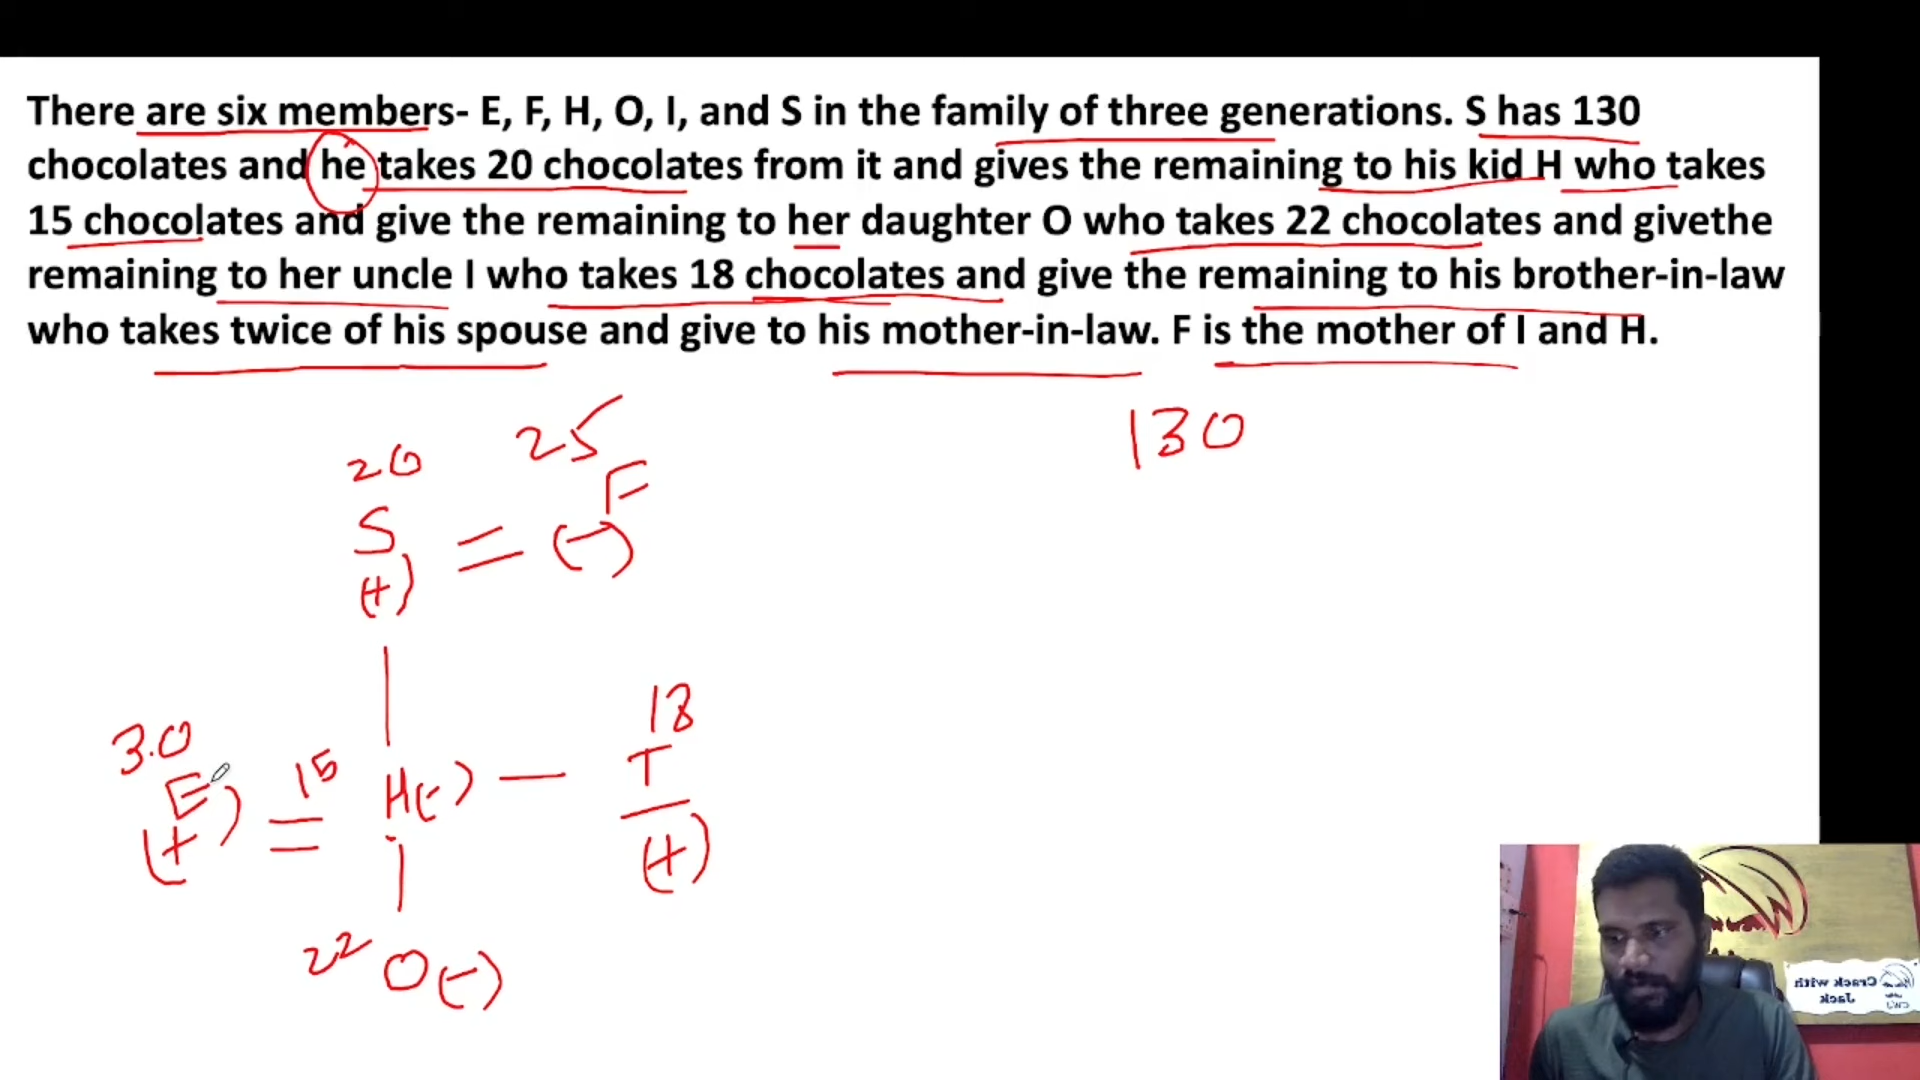 There are six members- E, F, H, O, I, and S in the family of three generations. S has 130
chocolates and he takes 20 chocolates from it and gives the remaining to his kid H who takes
15 chocolates and give the remaining to her daughter O who takes 22 chocolates and givethe
remaining to her uncle I who takes 18 chocolates and give the remaining to his brother-in-law
who takes twice of his spouse and give to his mother-in-law. F is the mother of I and H.
130
20 25
S (+) = F (-)
30 15 18
E (+) = H(-) — I (+)
22 O(-)
Crack with
Jack
CWJ